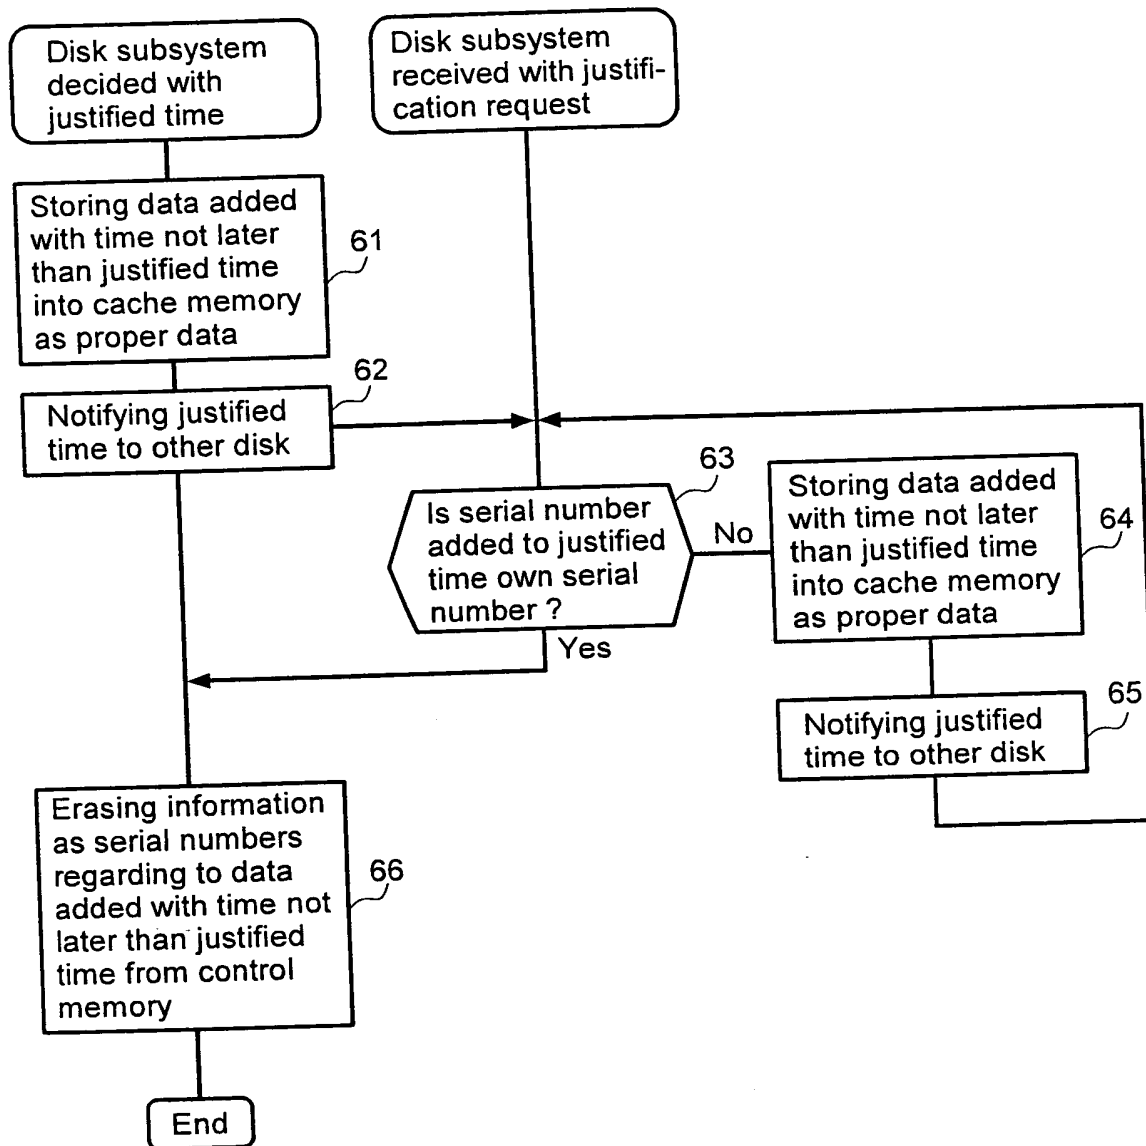 Disk subsystem
decided with
justified time
Disk subsystem
received with justifi-
cation request
Storing data added
with time not later
than justified time
into cache memory
as proper data
61
Notifying justified
time to other disk
62
Is serial number
added to justified
time own serial
number ?
63
No
Yes
Storing data added
with time not later
than justified time
into cache memory
as proper data
64
Notifying justified
time to other disk
65
Erasing information
as serial numbers
regarding to data
added with time not
later than justified
time from control
memory
66
End